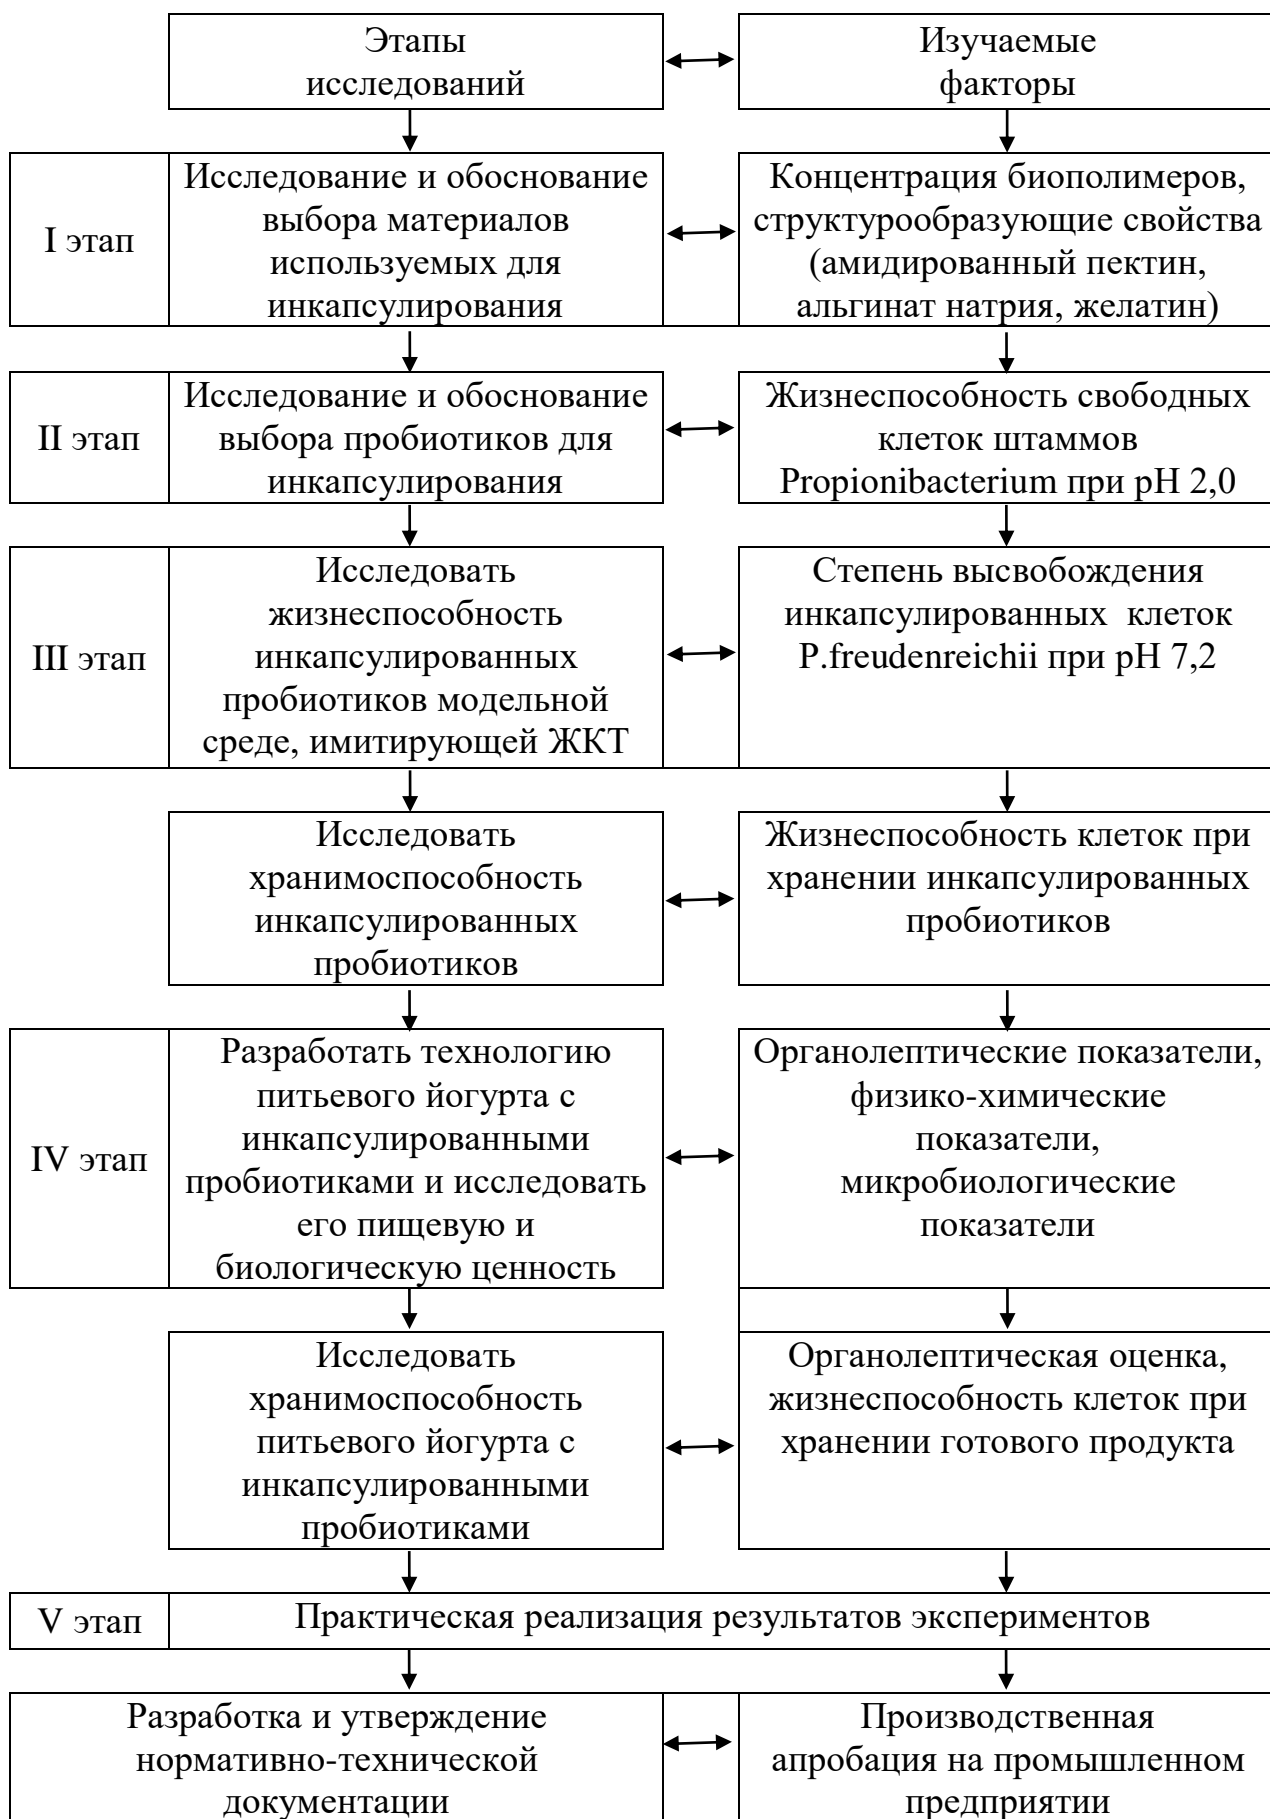 Этапы
исследований
Изучаемые
факторы
I этап
Исследование и обоснование
выбора материалов
используемых для
инкапсулирования
Концентрация биополимеров,
структурообразующие свойства
(амидированный пектин,
альгинат натрия, желатин)
II этап
Исследование и обоснование
выбора пробиотиков для
инкапсулирования
Жизнеспособность свободных
клеток штаммов
Propionibacterium при pH 2,0
III этап
Исследовать
жизнеспособность
инкапсулированных
пробиотиков модельной
среде, имитирующей ЖКТ
Степень высвобождения
инкапсулированных клеток
P.freudenreichii при pH 7,2
Исследовать
хранимоспособность
инкапсулированных
пробиотиков
Жизнеспособность клеток при
хранении инкапсулированных
пробиотиков
IV этап
Разработать технологию
питьевого йогурта с
инкапсулированными
пробиотиками и исследовать
его пищевую и
биологическую ценность
Органолептические показатели,
физико-химические
показатели,
микробиологические
показатели
Исследовать
хранимоспособность
питьевого йогурта с
инкапсулированными
пробиотиками
Органолептическая оценка,
жизнеспособность клеток при
хранении готового продукта
V этап
Практическая реализация результатов экспериментов
Разработка и утверждение
нормативно-технической
документации
Производственная
апробация на промышленном
предприятии